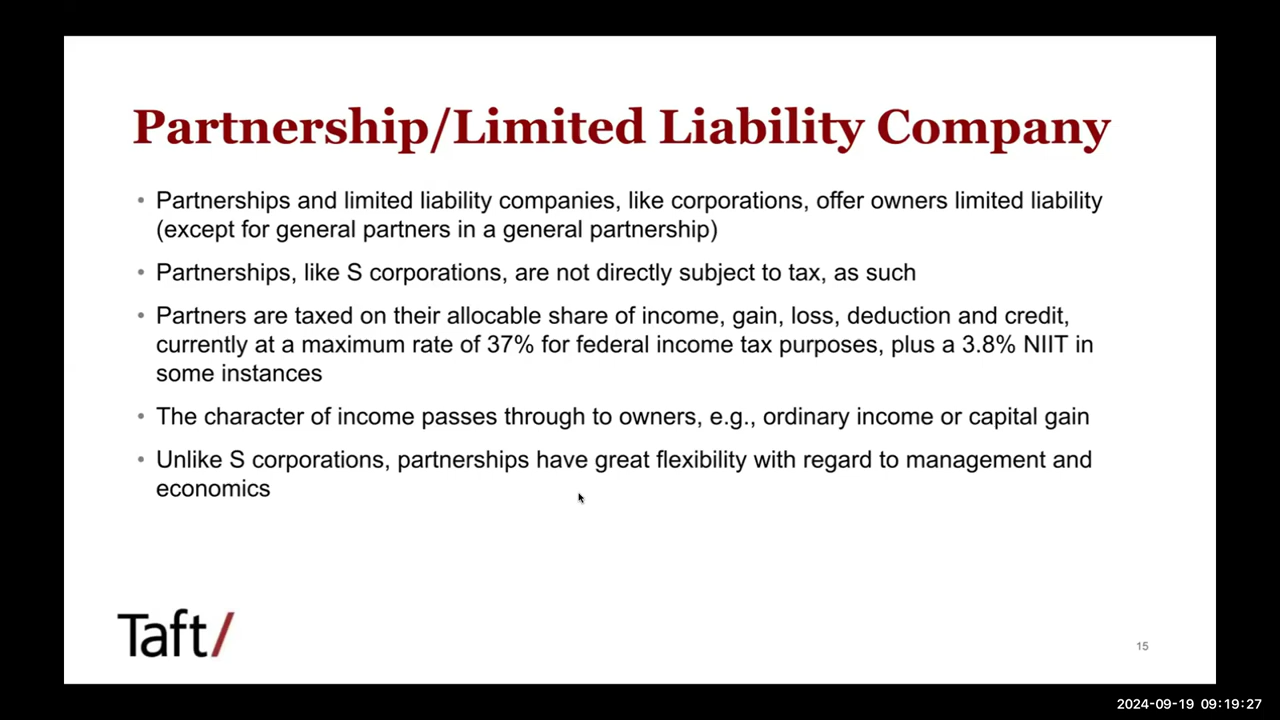 Partnership/Limited Liability Company
• Partnerships and limited liability companies, like corporations, offer owners limited liability
(except for general partners in a general partnership)
• Partnerships, like S corporations, are not directly subject to tax, as such
• Partners are taxed on their allocable share of income, gain, loss, deduction and credit,
currently at a maximum rate of 37% for federal income tax purposes, plus a 3.8% NIIT in
some instances
• The character of income passes through to owners, e.g., ordinary income or capital gain
• Unlike S corporations, partnerships have great flexibility with regard to management and
economics
Taft/
15
2024-09-19 09:19:27